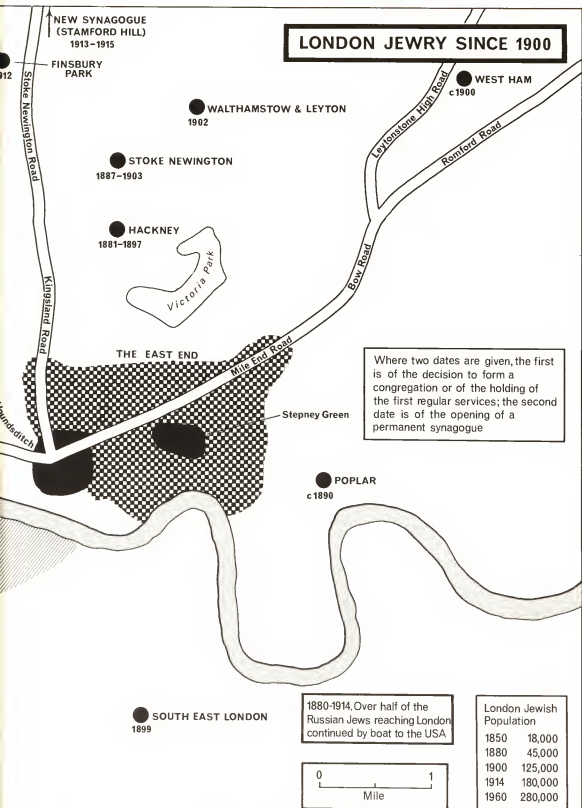 NEW SYNAGOGUE
(STAMFORD HILL)
1913–1915
LONDON JEWRY SINCE 1900
FINSBURY
PARK
912
Stoke Newington Road
WEST HAM
c1900
Leytonstone High Road
Romford Road
WALTHAMSTOW & LEYTON
1902
STOKE NEWINGTON
1887–1903
HACKNEY
1881–1897
Victoria Park
Bow Road
Kingsland Road
THE EAST END
Mile End Road
Where two dates are given, the first
is of the decision to form a
congregation or of the holding of
the first regular services; the second
date is of the opening of a
permanent synagogue
oundsditch
Stepney Green
POPLAR
c1890
SOUTH EAST LONDON
1899
1880-1914. Over half of the
Russian Jews reaching London
continued by boat to the USA
0 1
Mile
London Jewish
Population
1850 18,000
1880 45,000
1900 125,000
1914 180,000
1960 280,000